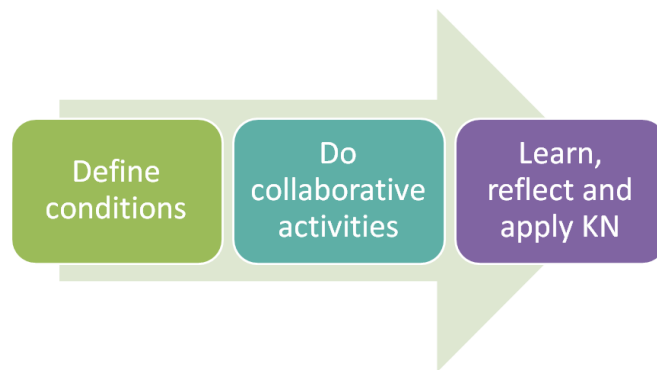 Define
conditions
Do
collaborative
activities
Learn,
reflect and
apply KN